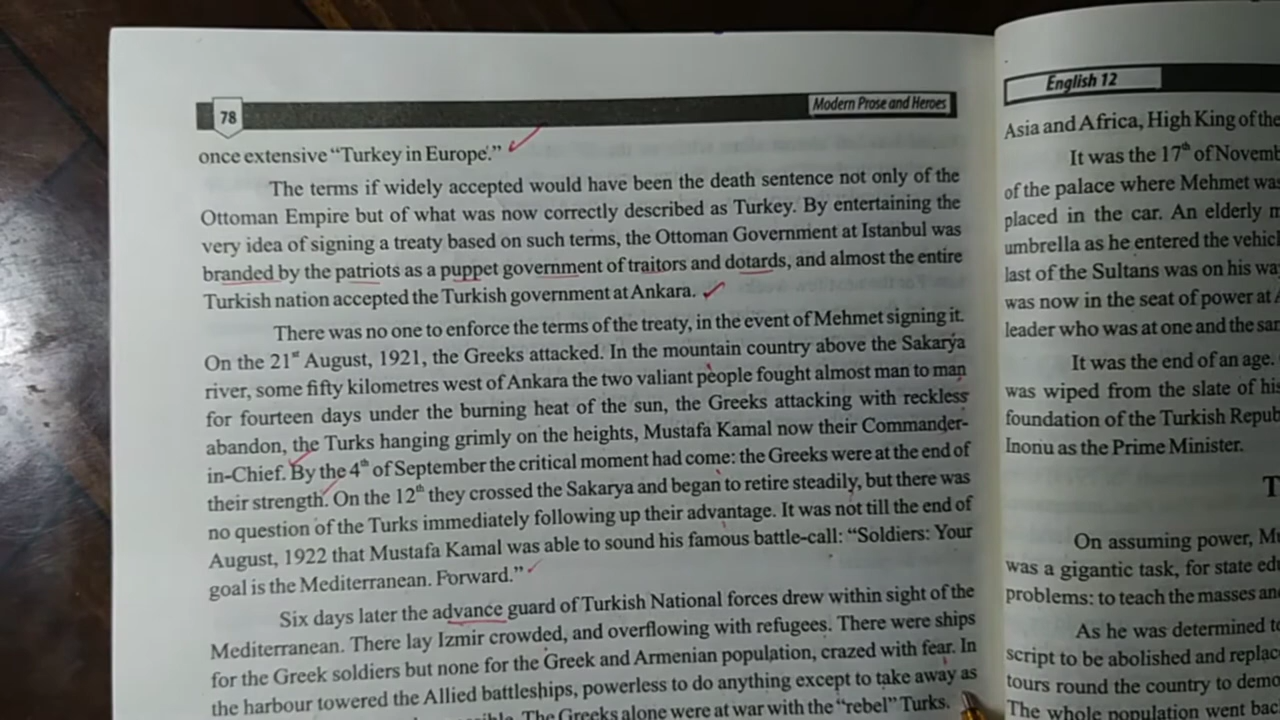 78
Modern Prose and Heroes
once extensive “Turkey in Europe.”
The terms if widely accepted would have been the death sentence not only of the
Ottoman Empire but of what was now correctly described as Turkey. By entertaining the
very idea of signing a treaty based on such terms, the Ottoman Government at Istanbul was
branded by the patriots as a puppet government of traitors and dotards, and almost the entire
Turkish nation accepted the Turkish government at Ankara.
There was no one to enforce the terms of the treaty, in the event of Mehmet signing it.
On the 21st August, 1921, the Greeks attacked. In the mountain country above the Sakarya
river, some fifty kilometres west of Ankara the two valiant people fought almost man to man
for fourteen days under the burning heat of the sun, the Greeks attacking with reckless
abandon, the Turks hanging grimly on the heights, Mustafa Kamal now their Commander-
in-Chief. By the 4th of September the critical moment had come: the Greeks were at the end of
their strength. On the 12th they crossed the Sakarya and began to retire steadily, but there was
no question of the Turks immediately following up their advantage. It was not till the end of
August, 1922 that Mustafa Kamal was able to sound his famous battle-call: “Soldiers: Your
goal is the Mediterranean. Forward.”
Six days later the advance guard of Turkish National forces drew within sight of the
Mediterranean. There lay Izmir crowded, and overflowing with refugees. There were ships
for the Greek soldiers but none for the Greek and Armenian population, crazed with fear. In
the harbour towered the Allied battleships, powerless to do anything except to take away as
The Greeks alone were at war with the “rebel” Turks.
English 12
Asia and Africa, High King of the
It was the 17th of
of the palace where Mehmet
placed in the car. An elderly
umbrella as he entered the
last of the Sultans was on his
was now in the seat of power at
leader who was at one and the
It was the end of an age.
was wiped from the slate of
foundation of the Turkish
Inonu as the Prime Minister.
On assuming power,
was a gigantic task, for state
problems: to teach the masses
As he was determined
script to be abolished and
tours round the country to
The whole population went